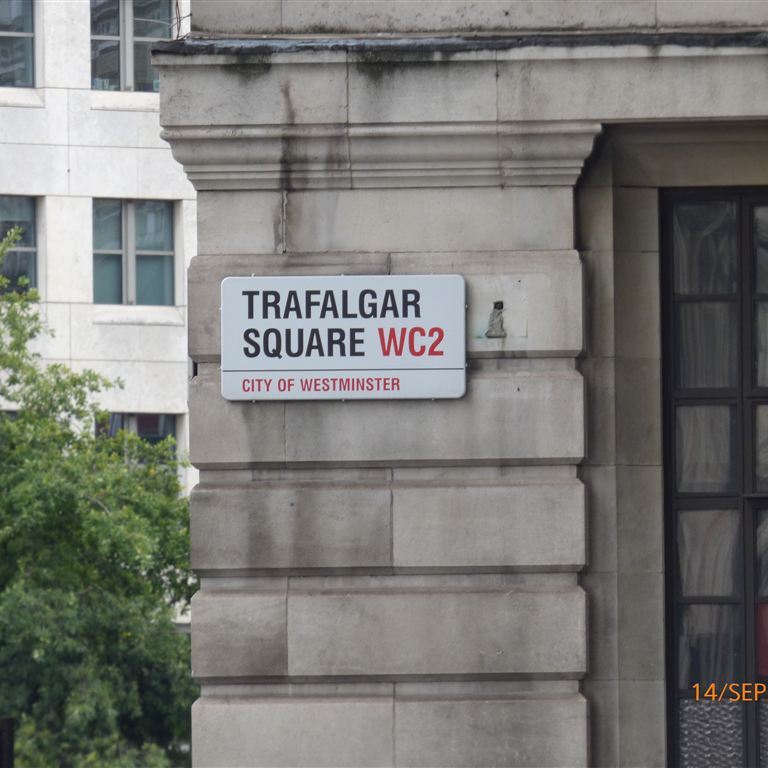 TRAFALGAR
SQUARE WC2
CITY OF WESTMINSTER
14/SEP